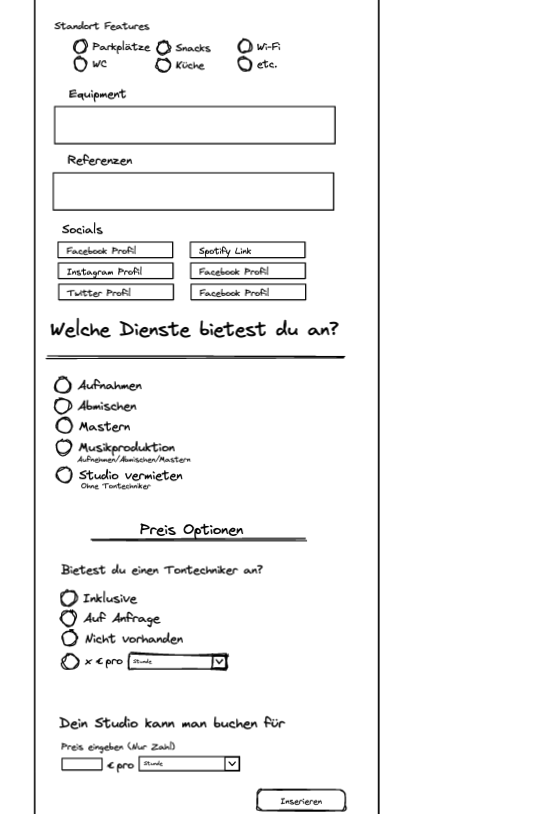 Standort Features
Parkplätze Snacks Wi-Fi
WC Küche etc.
Equipment
Referenzen
Socials
Facebook Profil Spotify Link
Instagram Profil Facebook Profil
Twitter Profil Facebook Profil
Welche Dienste bietest du an?
Aufnahmen
Abmischen
Mastern
Musikproduktion
Aufnehmen/Abmischen/Mastern
Studio vermieten
Ohne Tontechniker
Preis Optionen
Bietest du einen Tontechniker an?
Inklusive
Auf Anfrage
Nicht vorhanden
x € pro Stunde
Dein Studio kann man buchen für
Preis eingeben (Nur Zahl)
€ pro Stunde
Inserieren